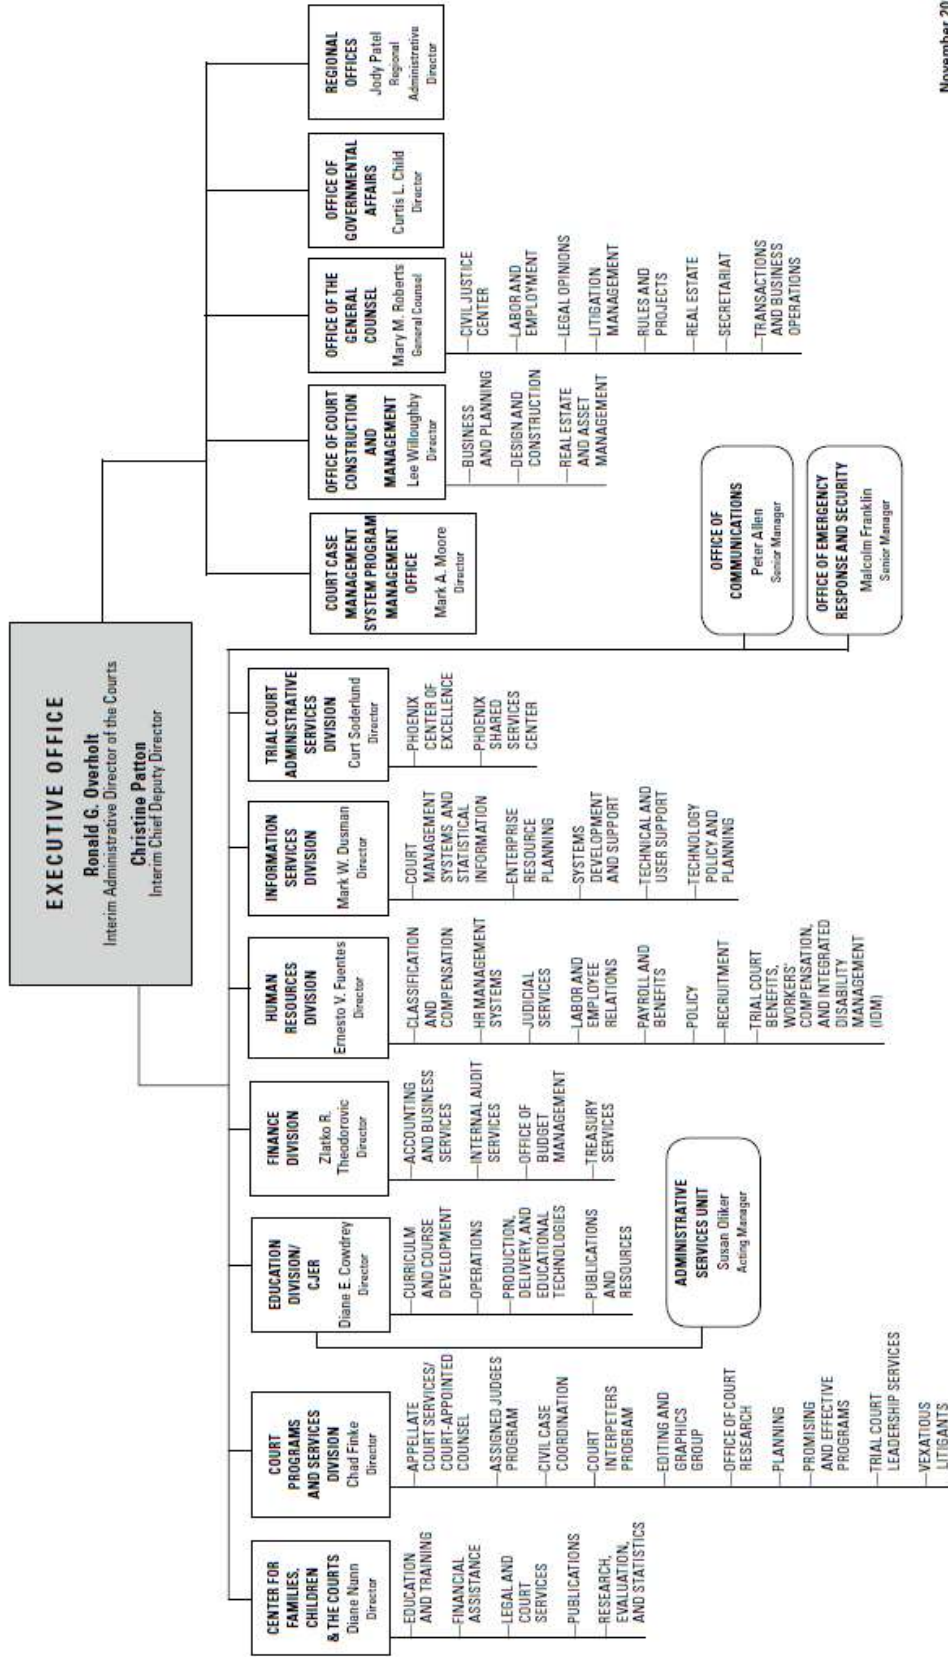 EXECUTIVE OFFICE
Ronald G. Overholt
Interim Administrative Director of the Courts
Christine Patton
Interim Chief Deputy Director
CENTER FOR
FAMILIES,
CHILDREN
& THE COURTS
Diane Nunn
Director
EDUCATION
AND TRAINING
FINANCIAL
ASSISTANCE
LEGAL AND
COURT
SERVICES
PUBLICATIONS
RESEARCH,
EVALUATION,
AND STATISTICS
COURT
PROGRAMS
AND SERVICES
DIVISION
Chad Finke
Director
APPELLATE
COURT SERVICES/
COURT-APPOINTED
COUNSEL
ASSIGNED JUDGES
PROGRAM
CIVIL CASE
COORDINATION
COURT
INTERPRETERS
PROGRAM
EDITING AND
GRAPHICS
GROUP
OFFICE OF COURT
RESEARCH
PLANNING
PROMISING
AND EFFECTIVE
PROGRAMS
TRIAL COURT
LEADERSHIP SERVICES
VEXATIOUS
LITIGANTS
EDUCATION
DIVISION/
CJER
Diane E. Cowdrey
Director
CURRICULUM
AND COURSE
DEVELOPMENT
OPERATIONS
PRODUCTION,
DELIVERY, AND
EDUCATIONAL
TECHNOLOGIES
PUBLICATIONS
AND
RESOURCES
ADMINISTRATIVE
SERVICES UNIT
Susan Oliker
Acting Manager
FINANCE
DIVISION
Zlatko R.
Theodorovic
Director
ACCOUNTING
AND BUSINESS
SERVICES
INTERNAL AUDIT
SERVICES
OFFICE OF
BUDGET
MANAGEMENT
TREASURY
SERVICES
HUMAN
RESOURCES
DIVISION
Ernesto V. Fuentes
Director
CLASSIFICATION
AND
COMPENSATION
HR MANAGEMENT
SYSTEMS
JUDICIAL
SERVICES
LABOR AND
EMPLOYEE
RELATIONS
PAYROLL AND
BENEFITS
POLICY
RECRUITMENT
TRIAL COURT
BENEFITS,
WORKERS'
COMPENSATION,
AND INTEGRATED
DISABILITY
MANAGEMENT
(IDM)
INFORMATION
SERVICES
DIVISION
Mark W. Dusman
Director
COURT
MANAGEMENT
SYSTEMS AND
STATISTICAL
INFORMATION
ENTERPRISE
RESOURCE
PLANNING
SYSTEMS
DEVELOPMENT
AND SUPPORT
TECHNICAL AND
USER SUPPORT
TECHNOLOGY
POLICY AND
PLANNING
TRIAL COURT
ADMINISTRATIVE
SERVICES
DIVISION
Curt Soderlund
Director
PHOENIX
CENTER OF
EXCELLENCE
PHOENIX
SHARED
SERVICES
CENTER
OFFICE OF
COMMUNICATIONS
Peter Allen
Senior Manager
OFFICE OF EMERGENCY
RESPONSE AND SECURITY
Malcolm Franklin
Senior Manager
COURT CASE
MANAGEMENT
SYSTEM PROGRAM
MANAGEMENT
OFFICE
Mark A. Moore
Director
OFFICE OF COURT
CONSTRUCTION
AND
MANAGEMENT
Lee Willoughby
Director
BUSINESS
AND PLANNING
DESIGN AND
CONSTRUCTION
REAL ESTATE
AND ASSET
MANAGEMENT
OFFICE OF THE
GENERAL
COUNSEL
Mary M. Roberts
General Counsel
CIVIL JUSTICE
CENTER
LABOR AND
EMPLOYMENT
LEGAL OPINIONS
LITIGATION
MANAGEMENT
RULES AND
PROJECTS
REAL ESTATE
SECRETARIAT
TRANSACTIONS
AND BUSINESS
OPERATIONS
OFFICE OF
GOVERNMENTAL
AFFAIRS
Curtis L. Child
Director
REGIONAL
OFFICES
Jody Patel
Regional
Administrative
Director
November 20